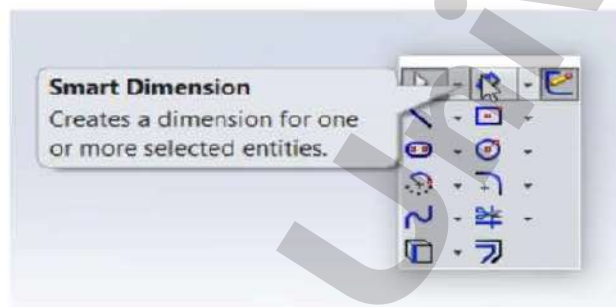 Smart Dimension
Creates a dimension for one
or more selected entities.